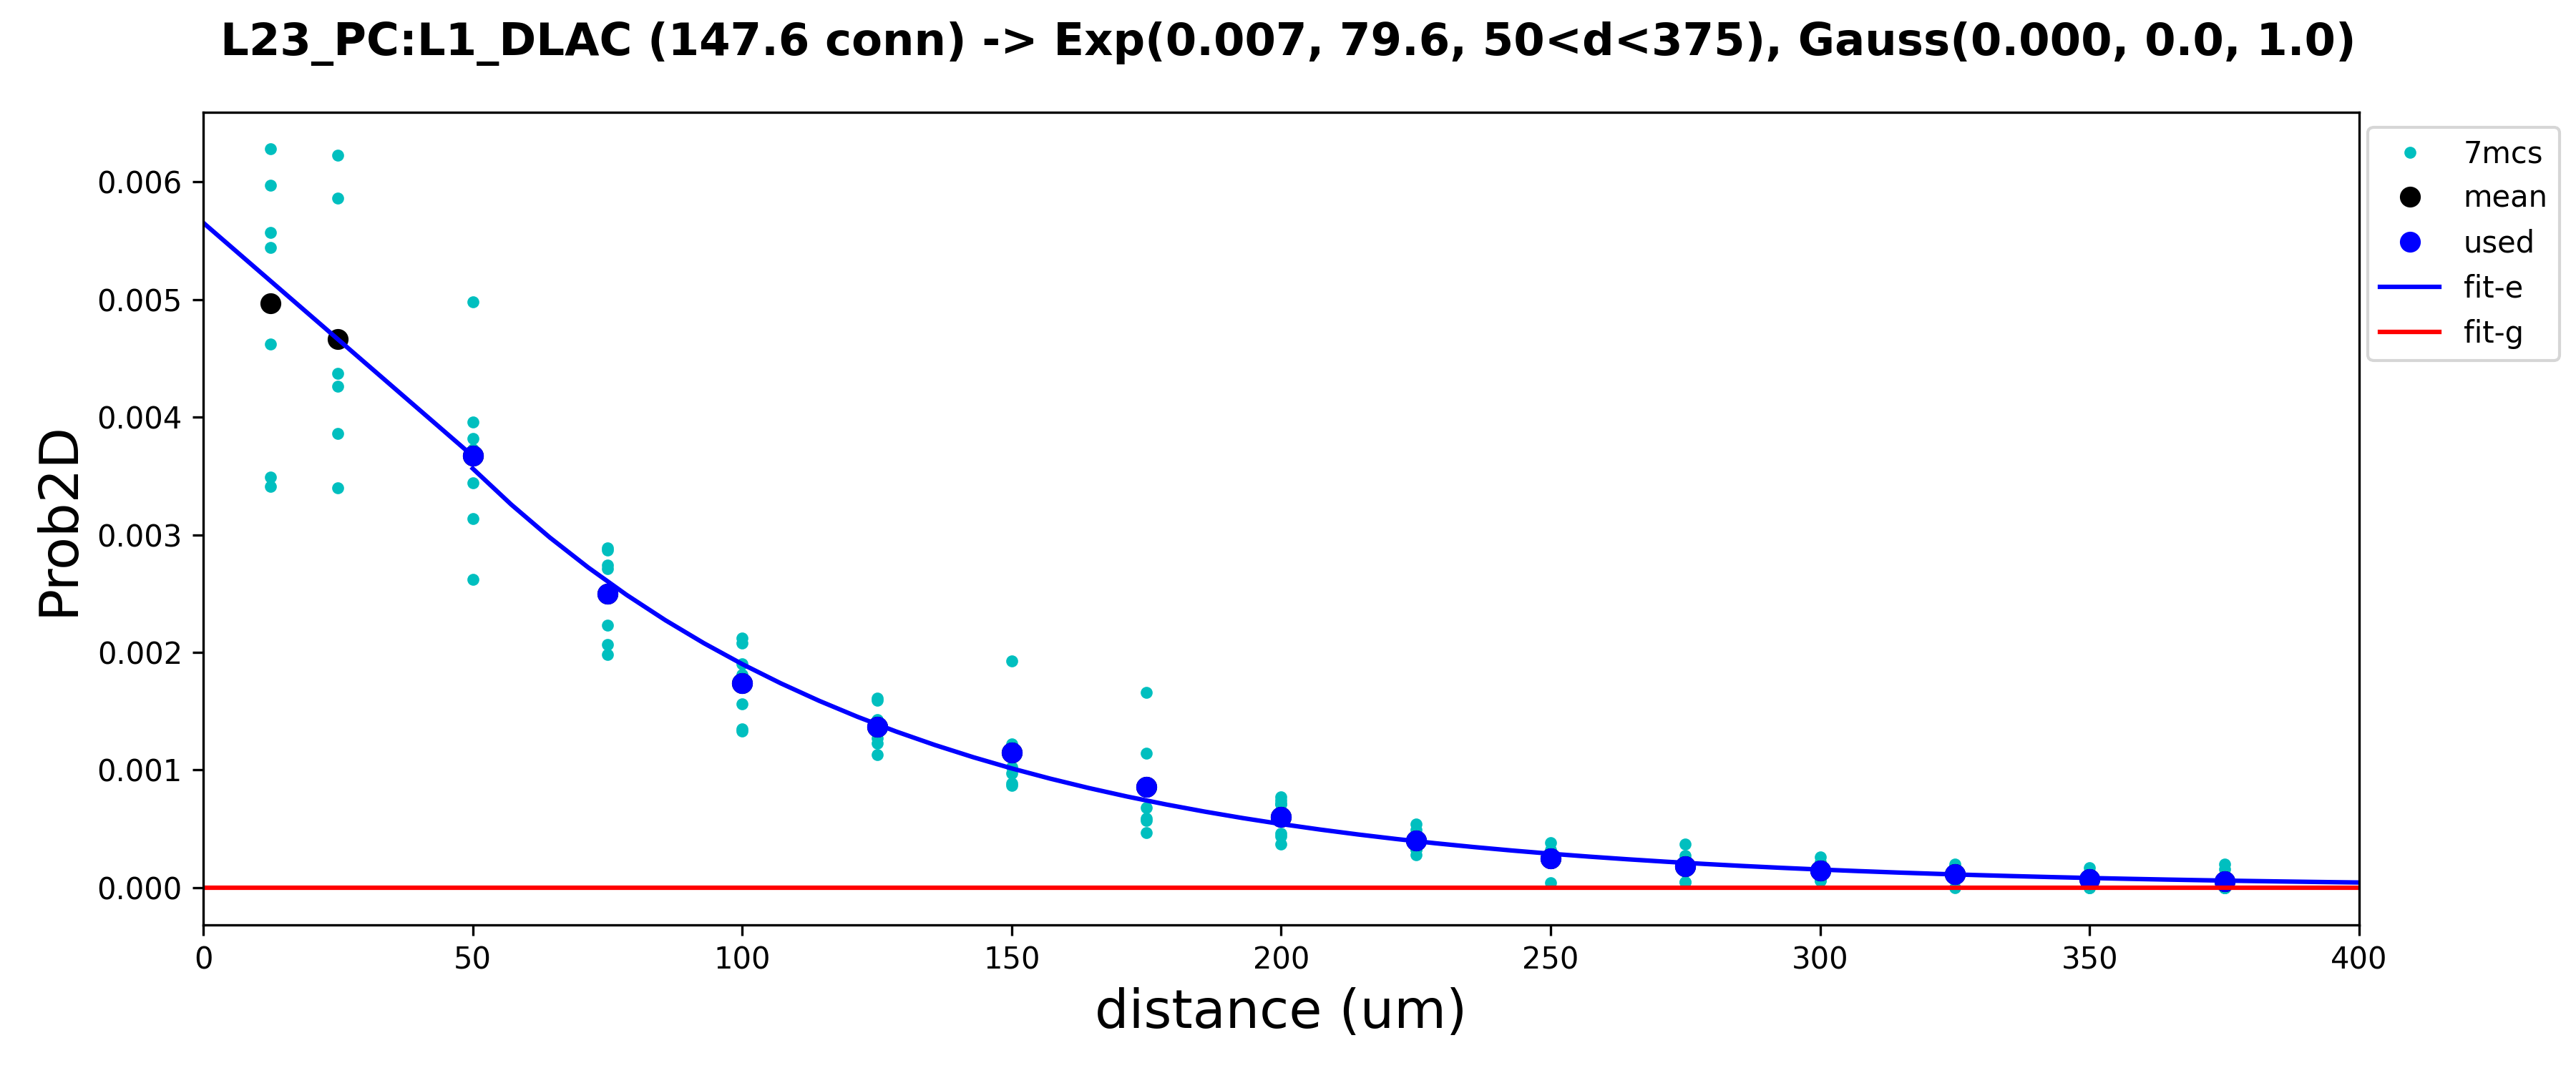 L23_PC:L1_DLAC (147.6 conn) -> Exp(0.007, 79.6, 50<d<375), Gauss(0.000, 0.0, 1.0)
7mcs
mean
used
fit-e
fit-g
Prob2D
0.006
0.005
0.004
0.003
0.002
0.001
0.000
0 50 100 150 200 250 300 350 400
distance (um)